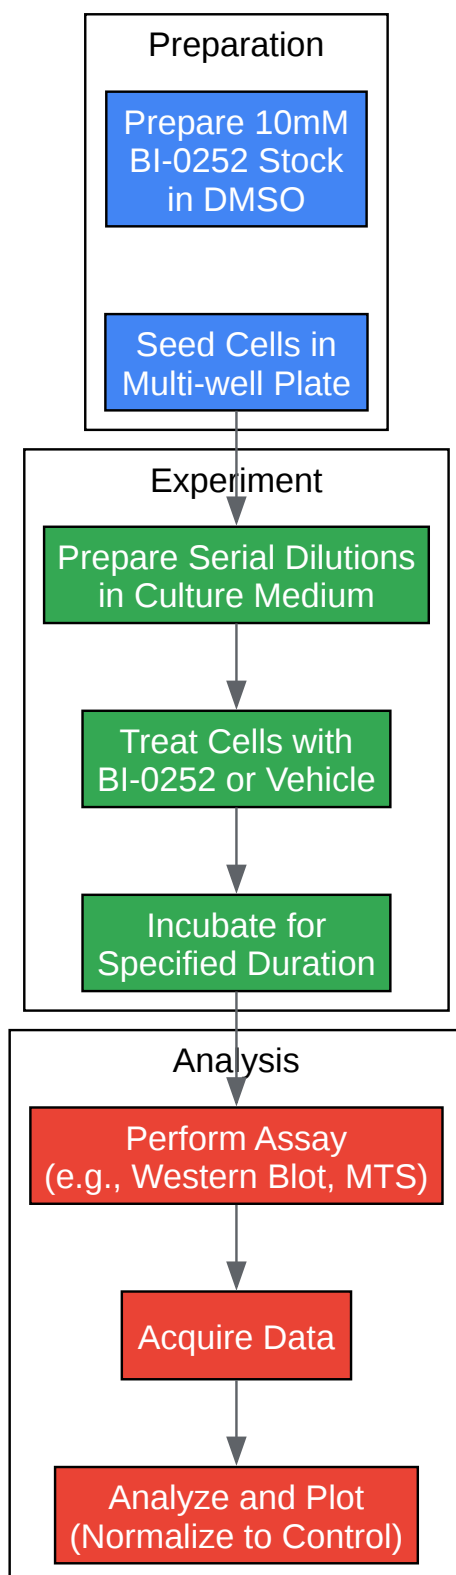 Preparation
Prepare 10mM
BI-0252 Stock
in DMSO
Seed Cells in
Multi-well Plate
Experiment
Prepare Serial Dilutions
in Culture Medium
Treat Cells with
BI-0252 or Vehicle
Incubate for
Specified Duration
Analysis
Perform Assay
(e.g., Western Blot, MTS)
Acquire Data
Analyze and Plot
(Normalize to Control)